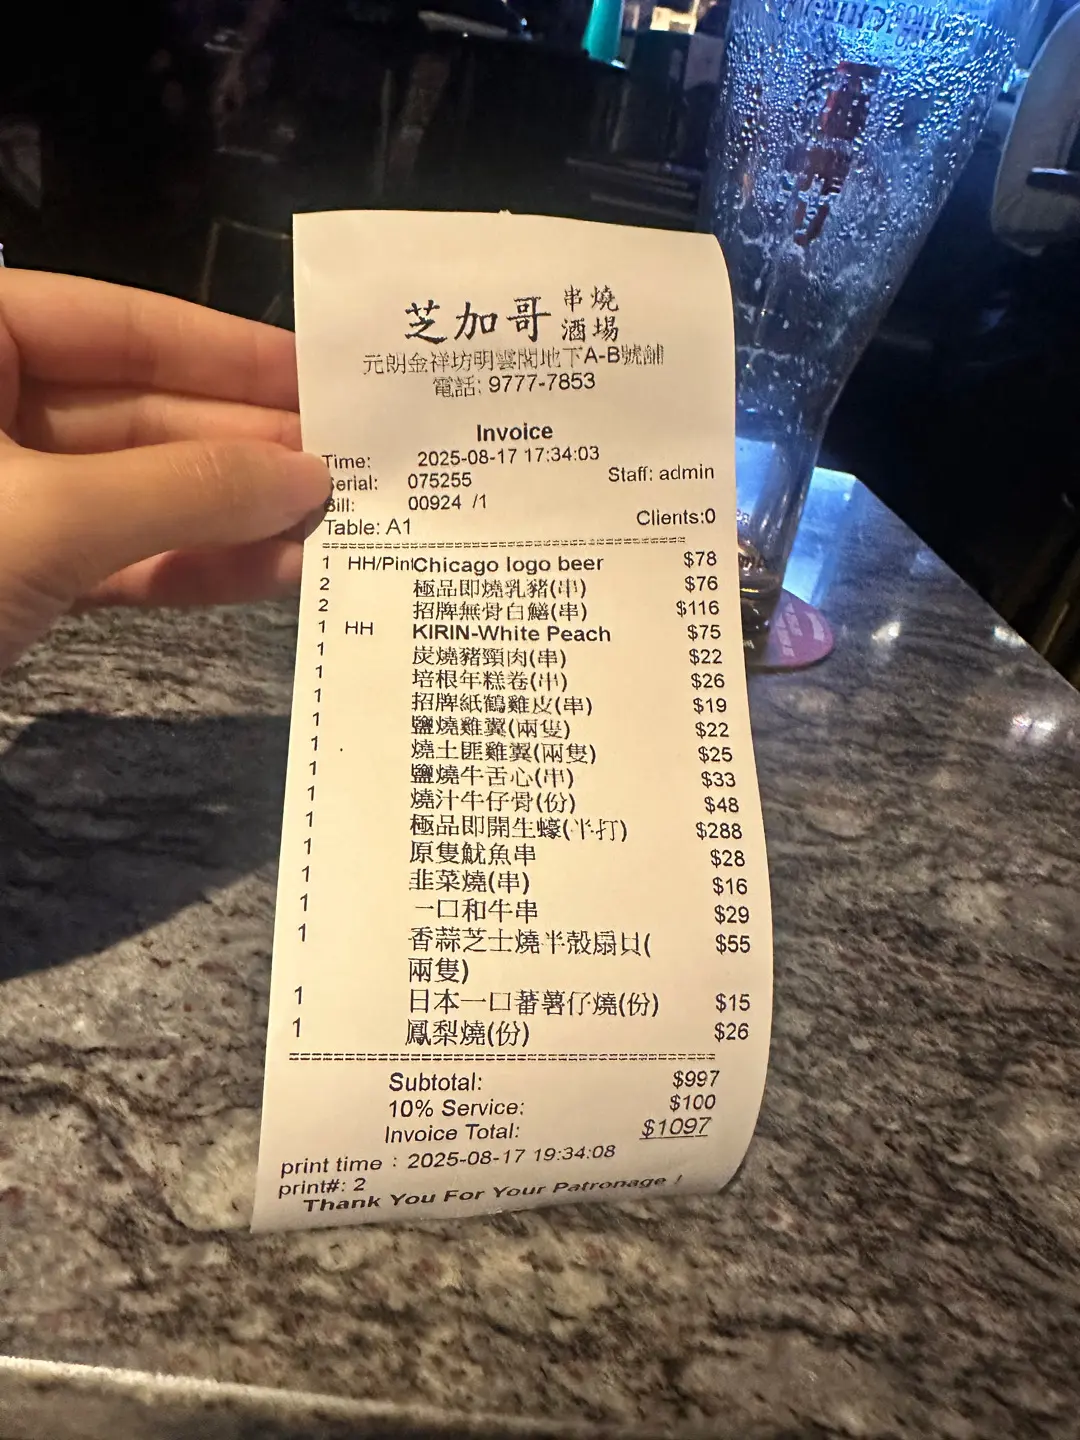 芝加哥 串燒酒場
元朗金祥坊明雲閣地下A-B號舖
電話: 9777-7853
Invoice
Time: 2025-08-17 17:34:03
Serial: 075255 Staff: admin
Bill: 00924 /1
Table: A1 Clients:0
1 HH/Pint Chicago logo beer $78
2 極品即燒乳豬(串) $76
2 招牌無骨白鱔(串) $116
1 HH KIRIN-White Peach $75
1 炭燒豬頸肉(串) $22
1 培根年糕卷(串) $26
1 招牌紙鶴雞皮(串) $19
1 鹽燒雞翼(兩隻) $22
1 燒土匪雞翼(兩隻) $25
1 鹽燒牛舌心(串) $33
1 燒汁牛仔骨(份) $48
1 極品即開生蠔(半打) $288
1 原隻魷魚串 $28
1 韭菜燒(串) $16
1 一口和牛串 $29
1 香蒜芝士燒半殼扇貝( $55
兩隻)
1 日本一口蕃薯仔燒(份) $15
1 鳳梨燒(份) $26
Subtotal: $997
10% Service: $100
Invoice Total: $1097
print time : 2025-08-17 19:34:08
print#: 2
Thank You For Your Patronage !